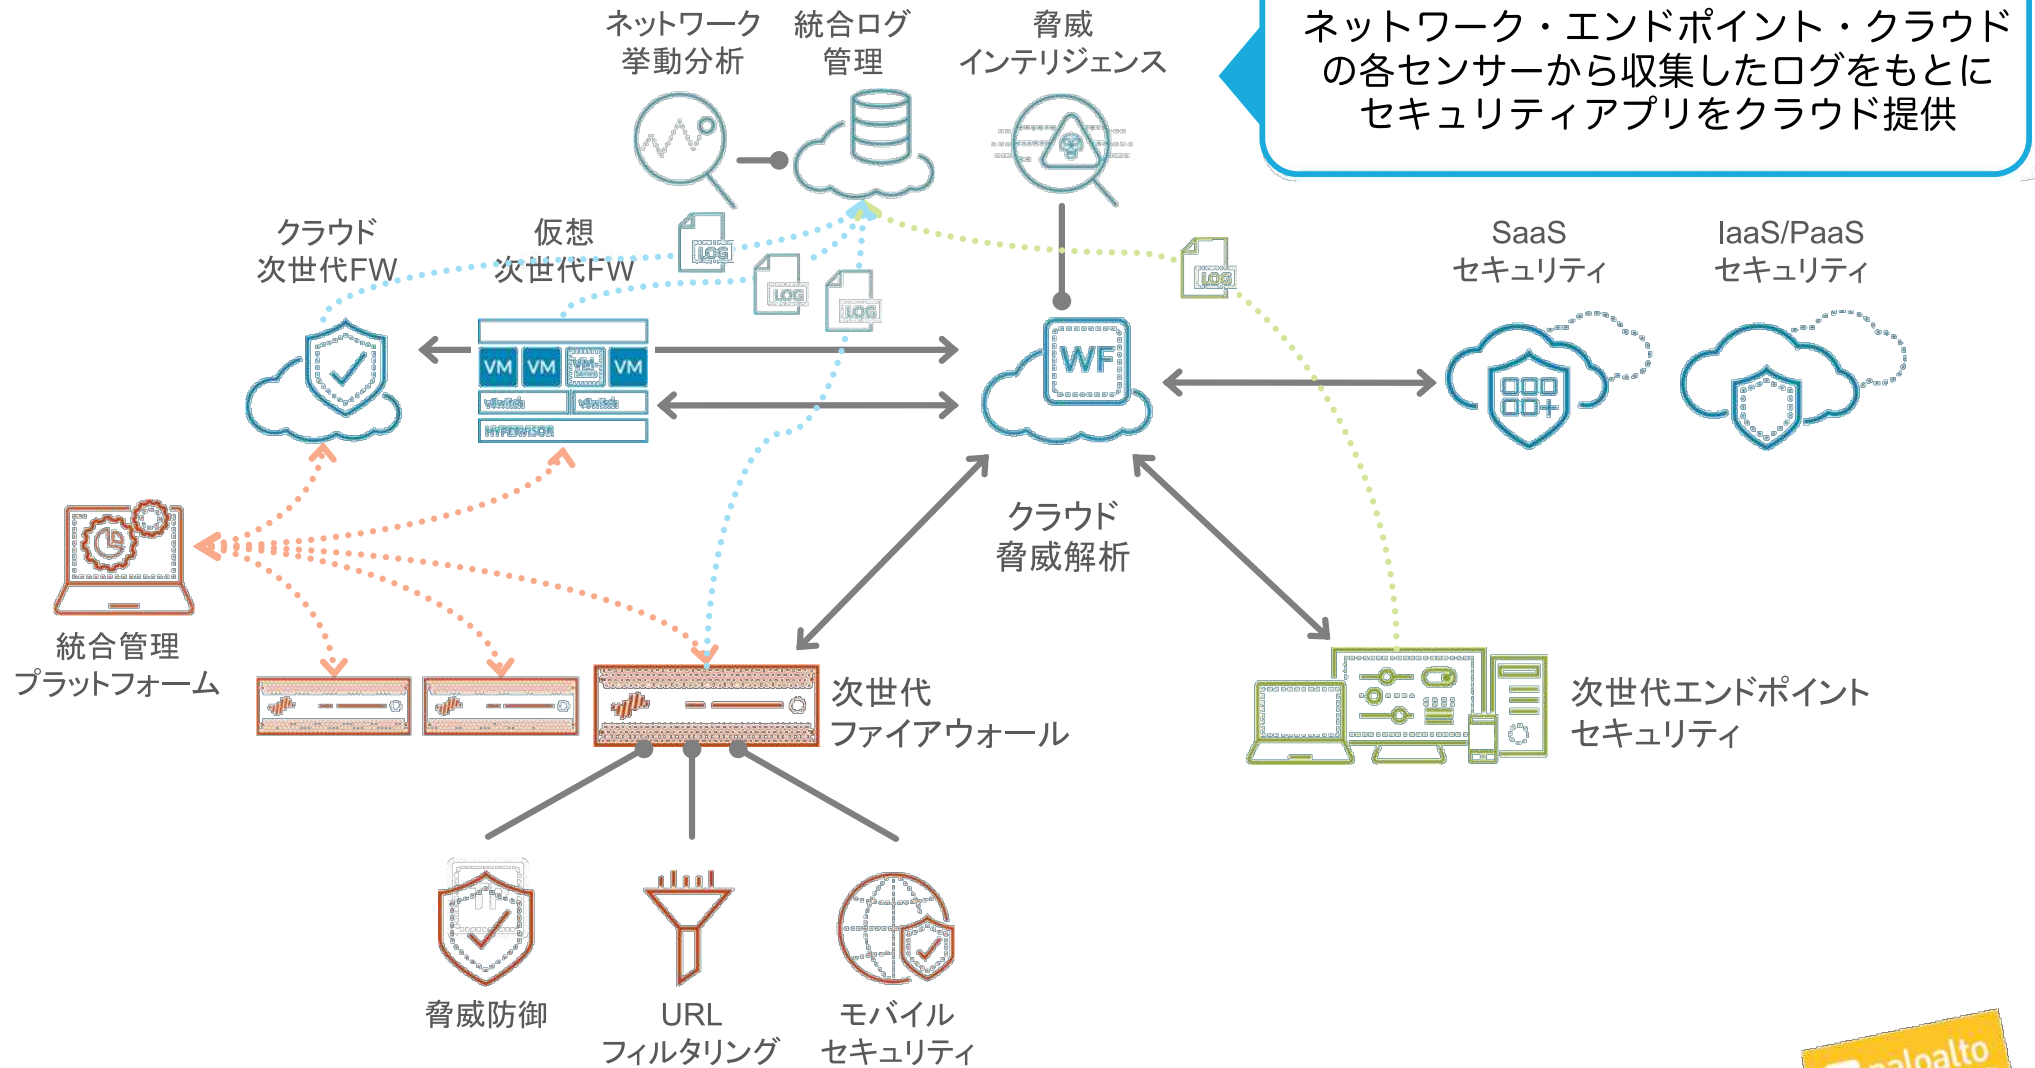 ネットワーク
挙動分析
統合ログ
管理
脅威
インテリジェンス
ネットワーク・エンドポイント・クラウド
の各センサーから収集したログをもとに
セキュリティアプリをクラウド提供
クラウド
次世代FW
仮想
次世代FW
LOG
LOG
LOG
LOG
SaaS
セキュリティ
IaaS/PaaS
セキュリティ
VM
VM
VM
VM
vSwitch
vSwitch
HYPERVISOR
WF
クラウド
脅威解析
統合管理
プラットフォーム
次世代
ファイアウォール
次世代エンドポイント
セキュリティ
脅威防御
URL
フィルタリング
モバイル
セキュリティ
paloalto